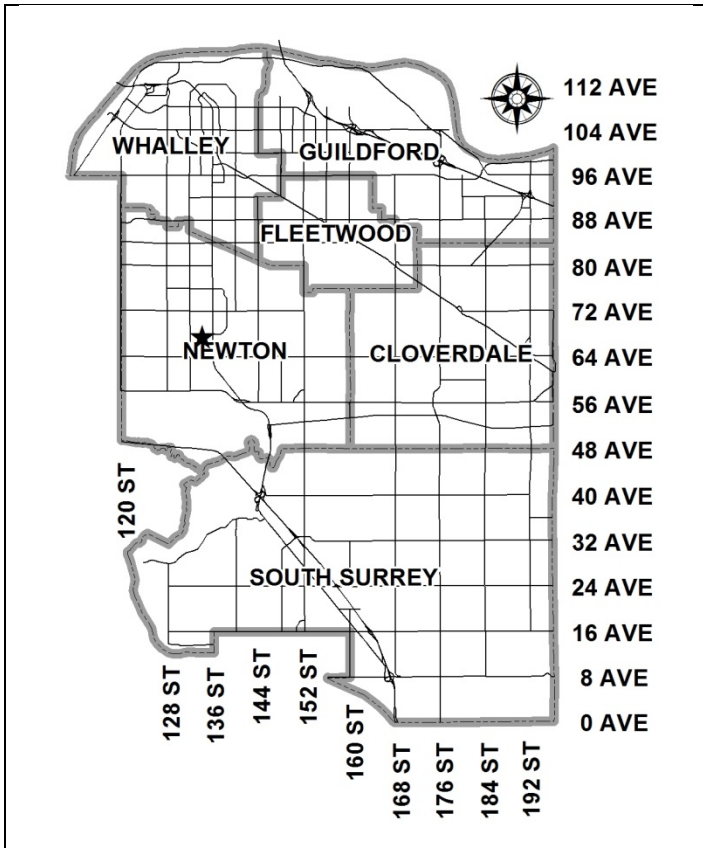 112 AVE
104 AVE
WHALLEY
GUILDFORD
96 AVE
88 AVE
FLEETWOOD
80 AVE
72 AVE
NEWTON
CLOVERDALE
64 AVE
56 AVE
48 AVE
120 ST
40 AVE
32 AVE
SOUTH SURREY
24 AVE
16 AVE
128 ST
136 ST
144 ST
152 ST
160 ST
8 AVE
0 AVE
168 ST
176 ST
184 ST
192 ST